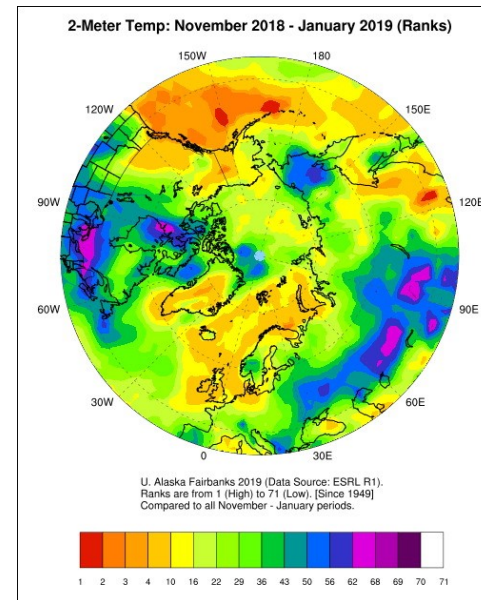 2-Meter Temp: November 2018 - January 2019 (Ranks)
150W 180
120W 150E
90W 120E
60W 90E
30W 60E
0 30E
U. Alaska Fairbanks 2019 (Data Source: ESRL R1).
Ranks are from 1 (High) to 71 (Low). [Since 1949]
Compared to all November - January periods.
1 2 3 4 10 16 22 29 36 43 50 56 62 68 69 70 71